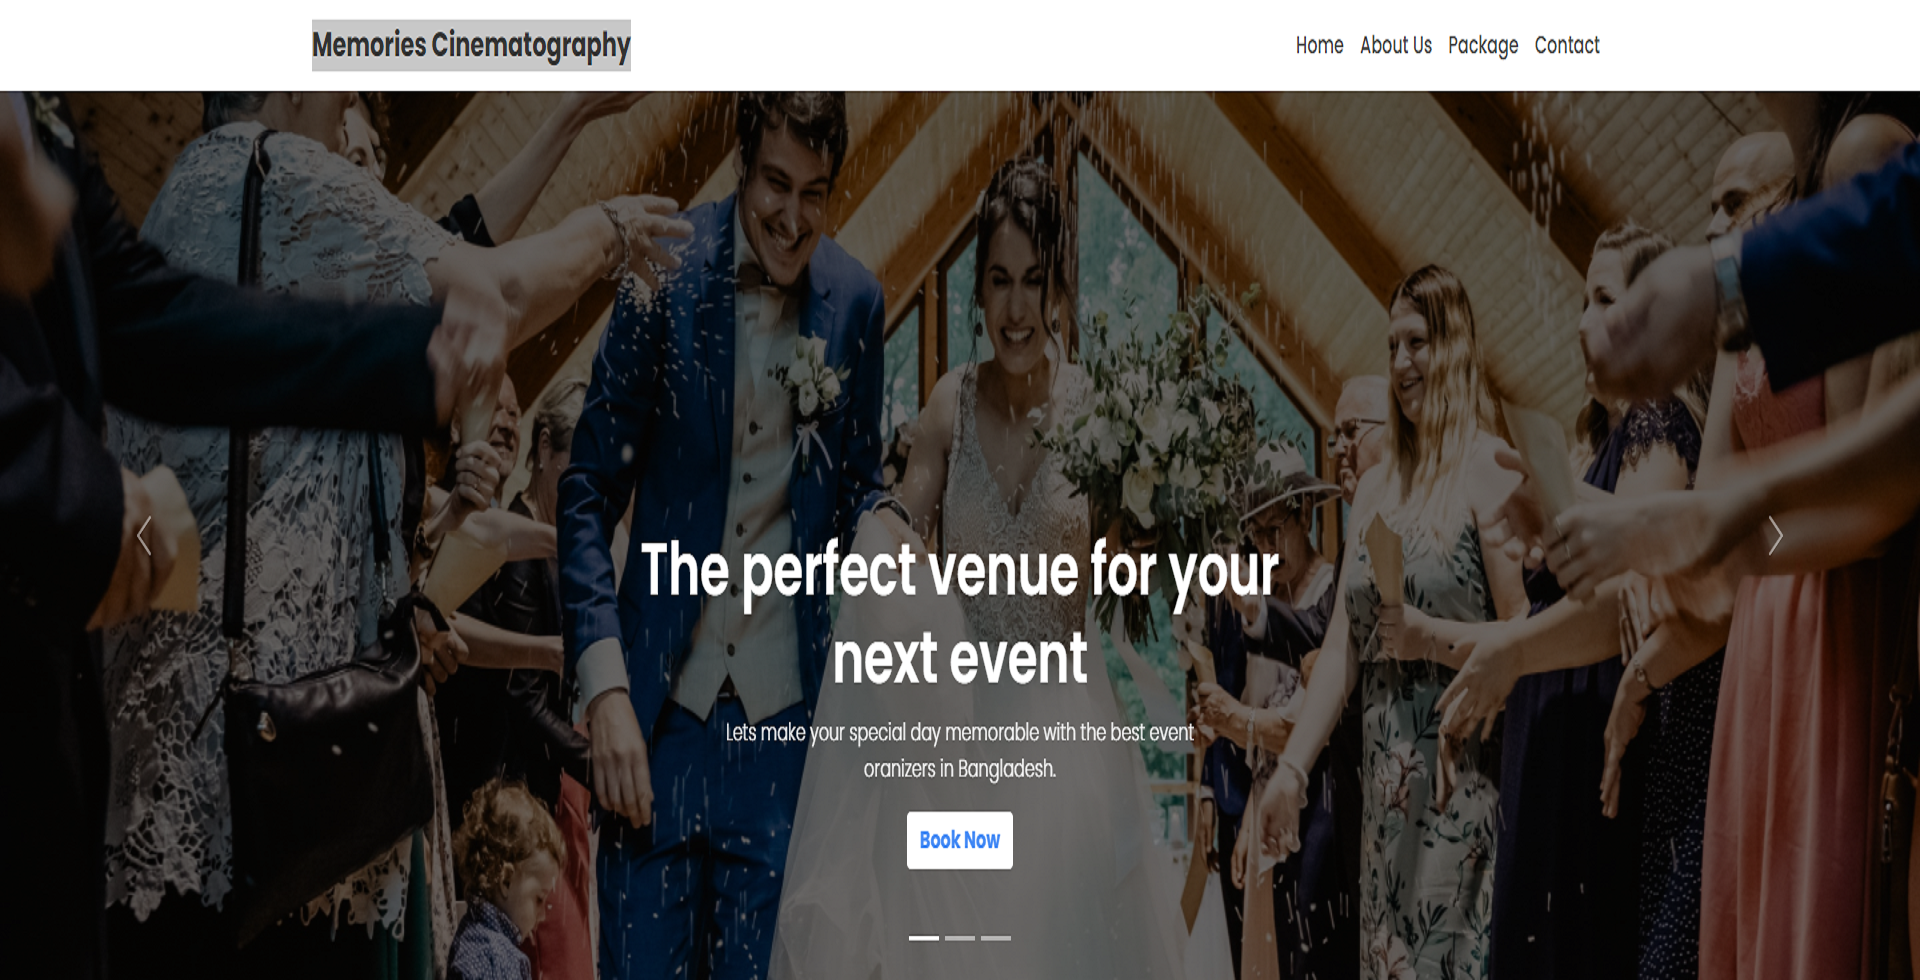 Memories Cinematography
Home About Us Package Contact
The perfect venue for your
next event
Lets make your special day memorable with the best event
oranizers in Bangladesh.
Book Now